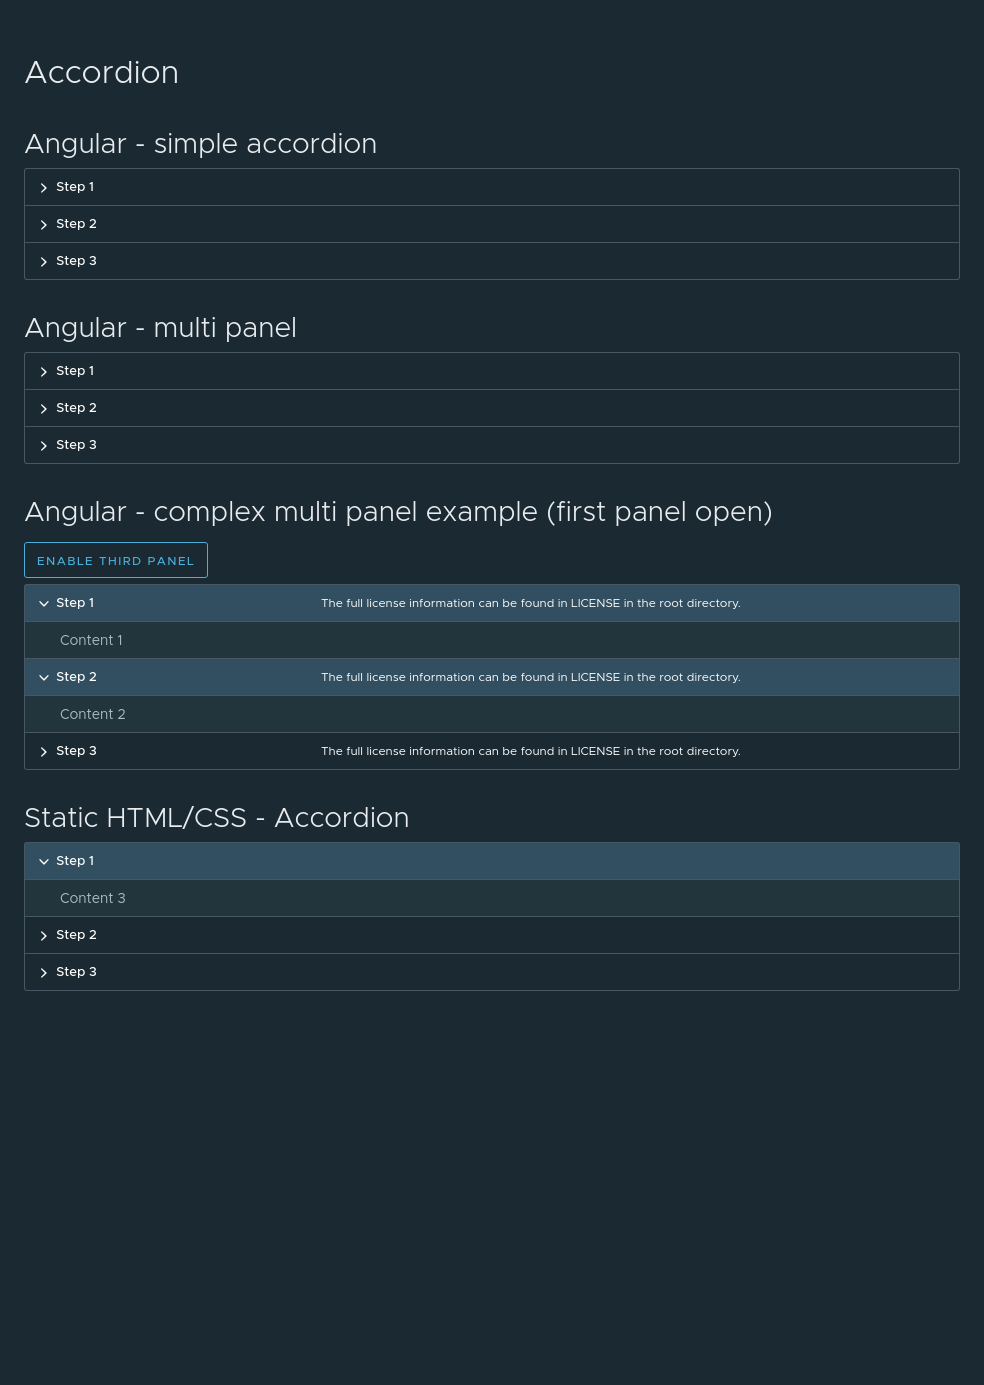 Accordion
Angular - simple accordion
Step 1
Step 2
Step 3
Angular - multi panel
Step 1
Step 2
Step 3
Angular - complex multi panel example (first panel open)
ENABLE THIRD PANEL
Step 1 The full license information can be found in LICENSE in the root directory.
Content 1
Step 2 The full license information can be found in LICENSE in the root directory.
Content 2
Step 3 The full license information can be found in LICENSE in the root directory.
Static HTML/CSS - Accordion
Step 1
Content 3
Step 2
Step 3